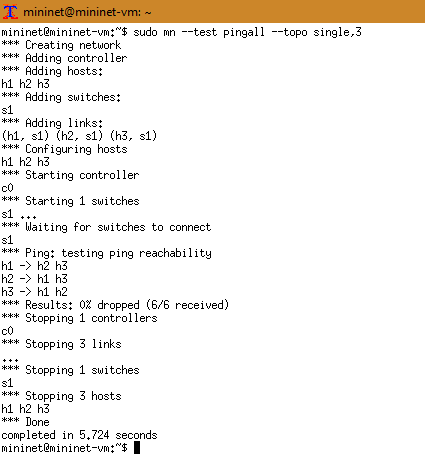 mininet@mininet-vm: ~
mininet@mininet-vm:~$ sudo mn --test pingall --topo single,3
*** Creating network
*** Adding controller
*** Adding hosts:
h1 h2 h3
*** Adding switches:
s1
*** Adding links:
(h1, s1) (h2, s1) (h3, s1)
*** Configuring hosts
h1 h2 h3
*** Starting controller
c0
*** Starting 1 switches
s1 ...
*** Waiting for switches to connect
s1
*** Ping: testing ping reachability
h1 -> h2 h3
h2 -> h1 h3
h3 -> h1 h2
*** Results: 0% dropped (6/6 received)
*** Stopping 1 controllers
c0
*** Stopping 3 links
...
*** Stopping 1 switches
s1
*** Stopping 3 hosts
h1 h2 h3
*** Done
completed in 5.724 seconds
mininet@mininet-vm:~$